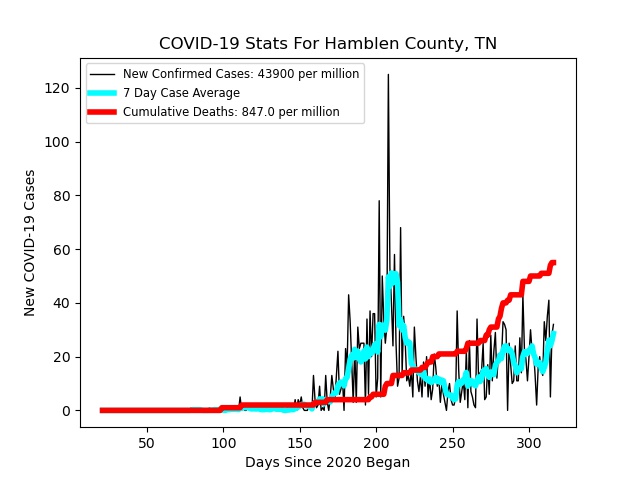 COVID-19 Stats For Hamblen County, TN
New Confirmed Cases: 43900 per million
7 Day Case Average
Cumulative Deaths: 847.0 per million
New COVID-19 Cases
120
100
80
60
40
20
0
50
100
150
200
250
300
Days Since 2020 Began